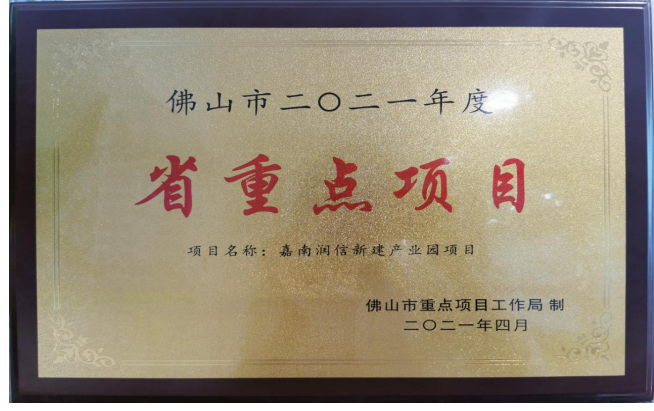 佛山市二〇二一年度
省重点项目
项目名称：嘉南润信新建产业园项目
佛山市重点项目工作局 制
二〇二一年四月